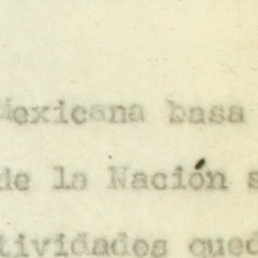 Mexicana basa
de la Nación s
tividades qued